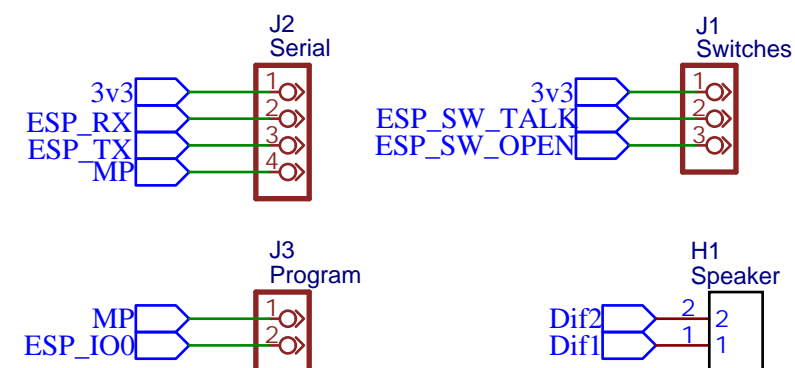 J2
Serial
3v3 1
ESP_RX 2
ESP_TX 3
MP 4
J1
Switches
3v3 1
ESP_SW_TALK 2
ESP_SW_OPEN 3
J3
Program
MP 1
ESP_IO0 2
H1
Speaker
Dif2 2 2
Dif1 1 1